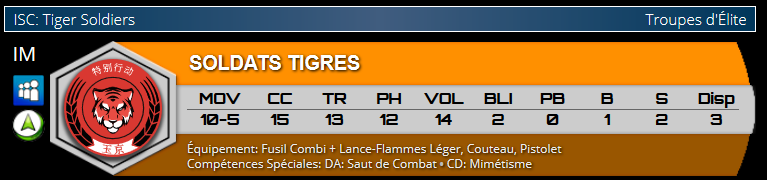 ISC: Tiger Soldiers Troupes d'Élite
IM
特别行动
玉京
SOLDATS TIGRES
MOV CC TR PH VOL BLI PB B S Disp
10-5 15 13 12 14 2 0 1 2 3
Équipement: Fusil Combi + Lance-Flammes Léger, Couteau, Pistolet
Compétences Spéciales: DA: Saut de Combat • CD: Mimétisme